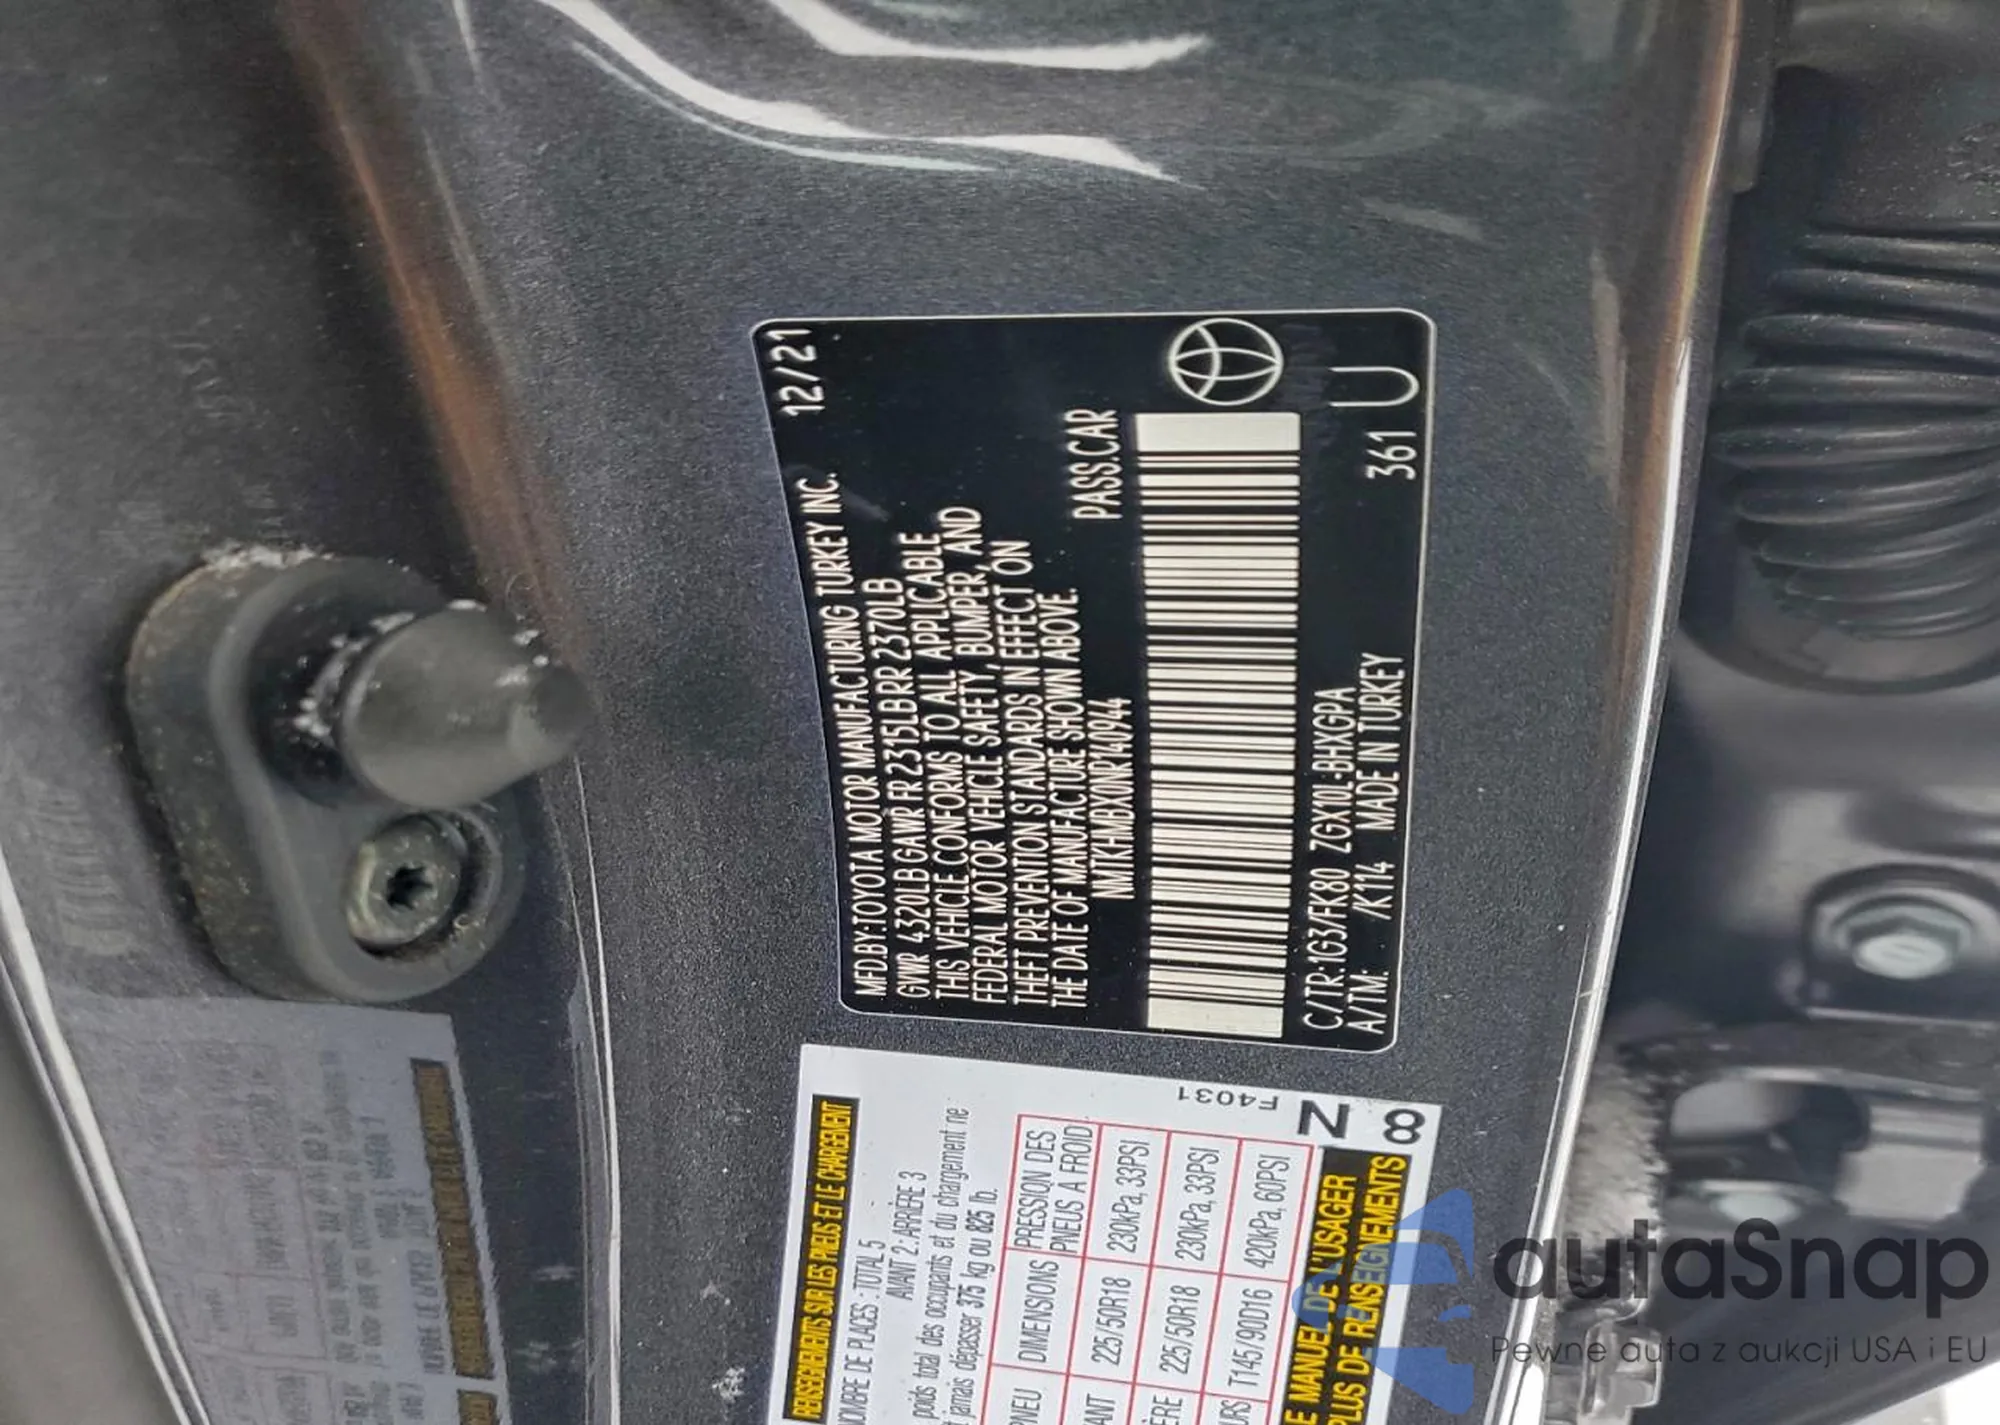 MFD.BY:TOYOTA MOTOR MANUFACTURING TURKEY INC. 12/21
GVWR 4320LB GAWR FR 2315LB RR 2370LB
THIS VEHICLE CONFORMS TO ALL APPLICABLE
FEDERAL MOTOR VEHICLE SAFETY, BUMPER, AND
THEFT PREVENTION STANDARDS IN EFFECT ON
THE DATE OF MANUFACTURE SHOWN ABOVE.
NMTKHMBX0NR140944 PASS.CAR
C/TR:1G3/FK80 ZGX10L-BHXGPA
A/TM: /K114 MADE IN TURKEY 361 U
RENSEIGNEMENTS SUR LES PNEUS ET LE CHARGEMENT
NOMBRE DE PLACES : TOTAL 5
AVANT 2 : ARRIÈRE 3
poids total des occupants et du chargement ne
jamais dépasser 375 kg ou 825 lb.
PNEU DIMENSIONS PRESSION DES
PNEUS A FROID
225/50R18 230kPa, 33PSI
225/50R18 230kPa, 33PSI
T145/90D16 420kPa, 60PSI
F4031
N
8
MANUEL DE L'USAGER
PLUS DE RENSEIGNEMENTS
autaSnap
Pewne auta z aukcji USA i EU